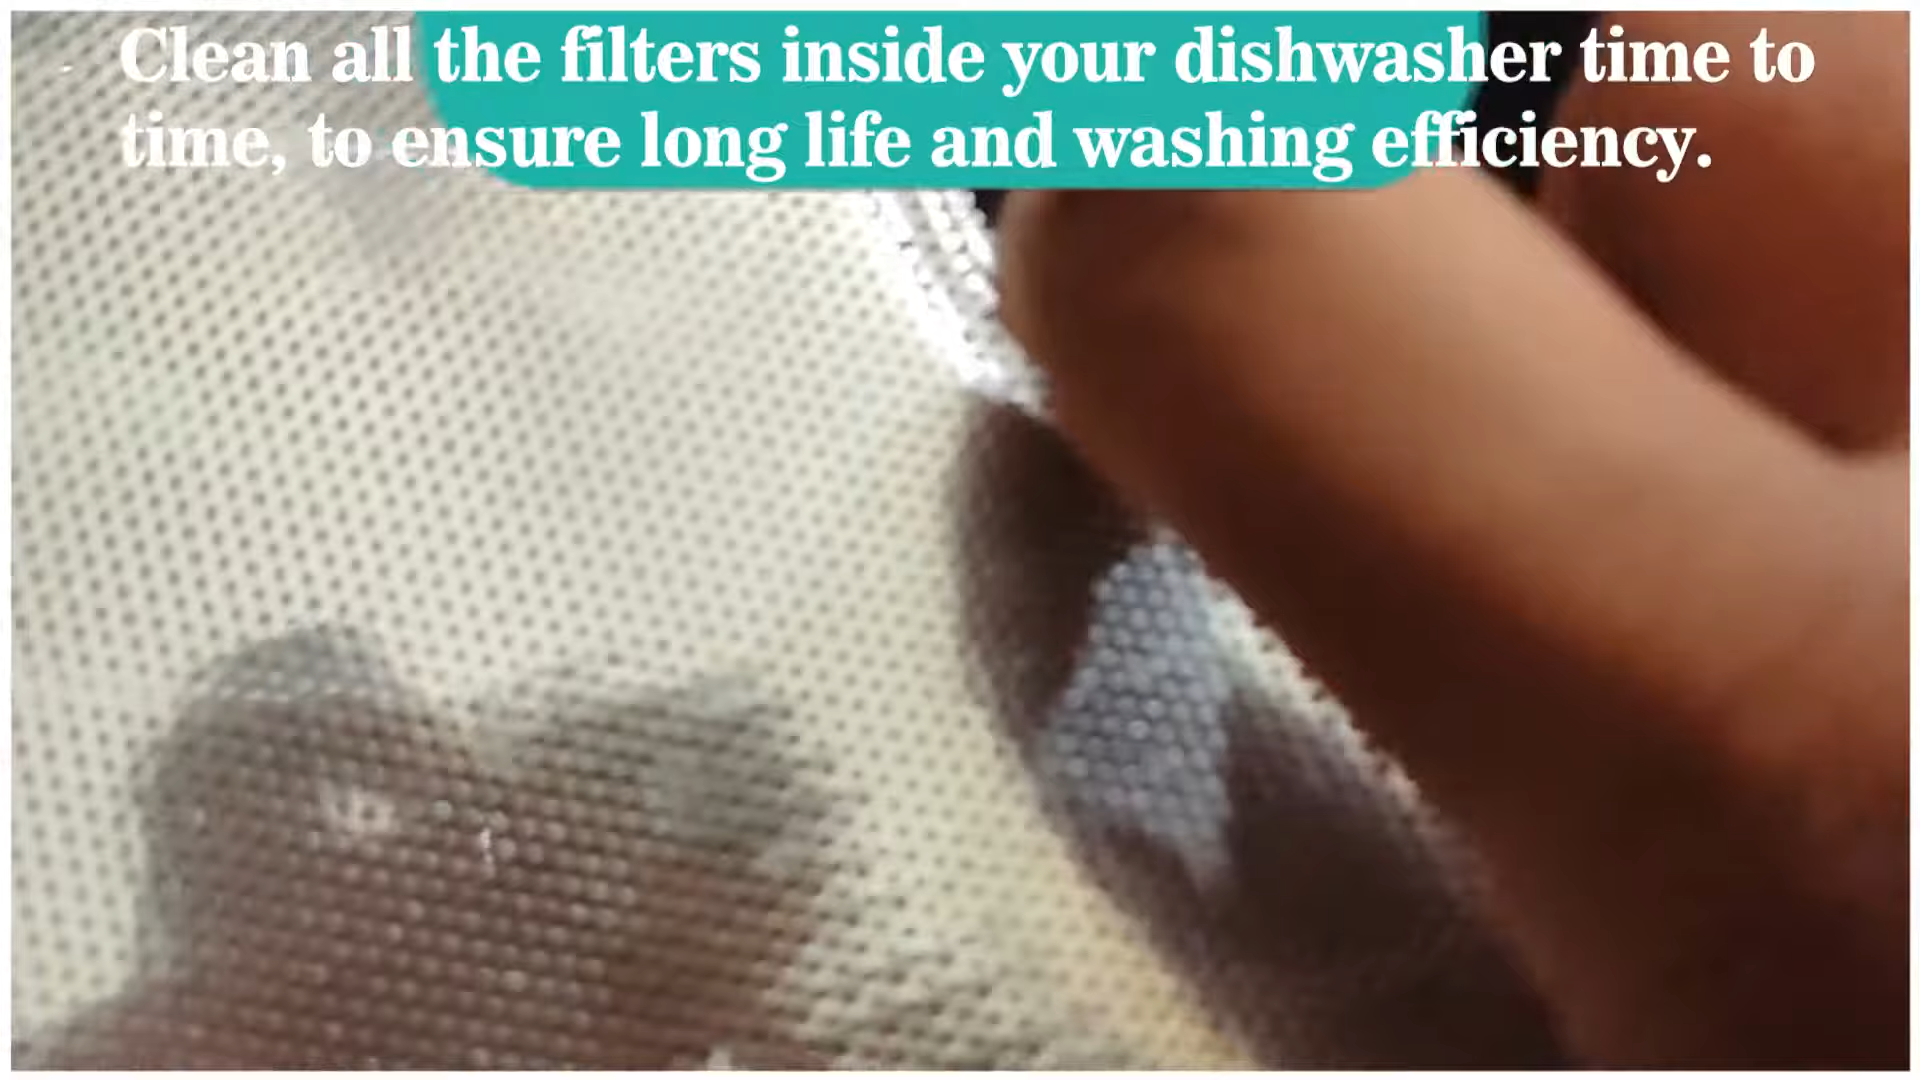 Clean all the filters inside your dishwasher time to
time, to ensure long life and washing efficiency.